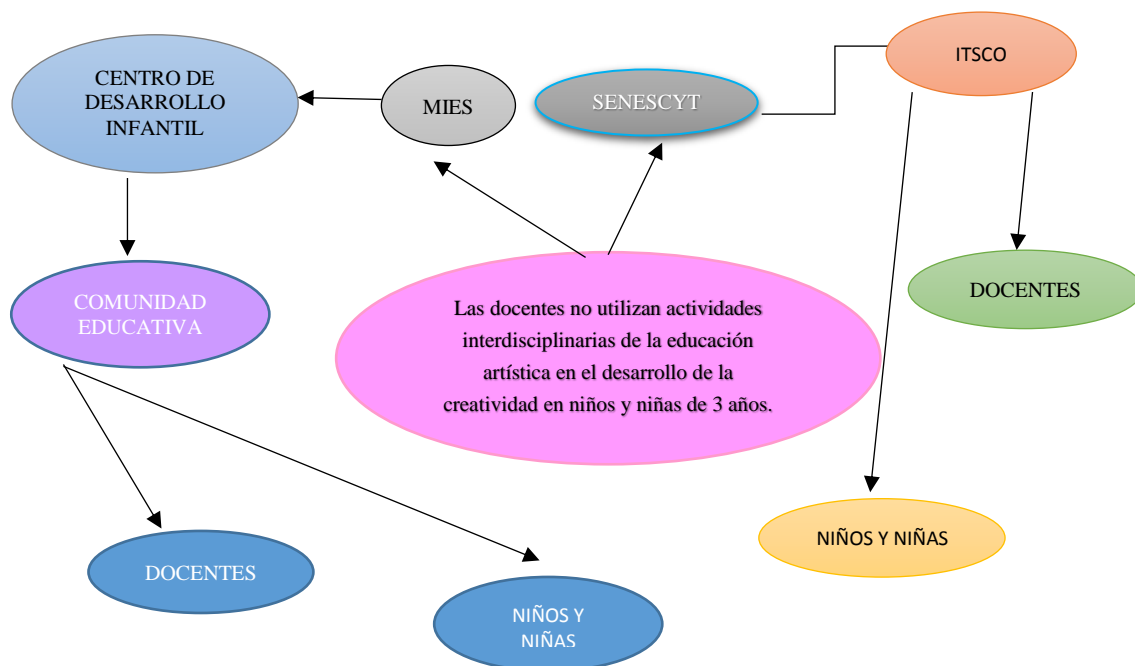 CENTRO DE
DESARROLLO
INFANTIL
MIES
SENESCYT
ITSCO
COMUNIDAD
EDUCATIVA
Las docentes no utilizan actividades
interdisciplinarias de la educación
artística en el desarrollo de la
creatividad en niños y niñas de 3 años.
DOCENTES
DOCENTES
NIÑOS Y
NIÑAS
NIÑOS Y NIÑAS